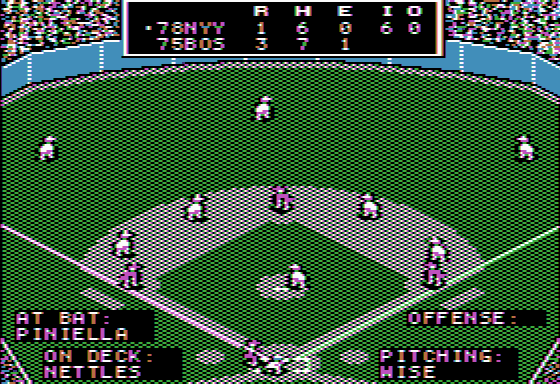 R H E I O
·78NYY 1 6 0 6 0
75BOS 3 7 1
AT BAT:
PINIELLA
OFFENSE:
ON DECK:
NETTLES
PITCHING:
WISE